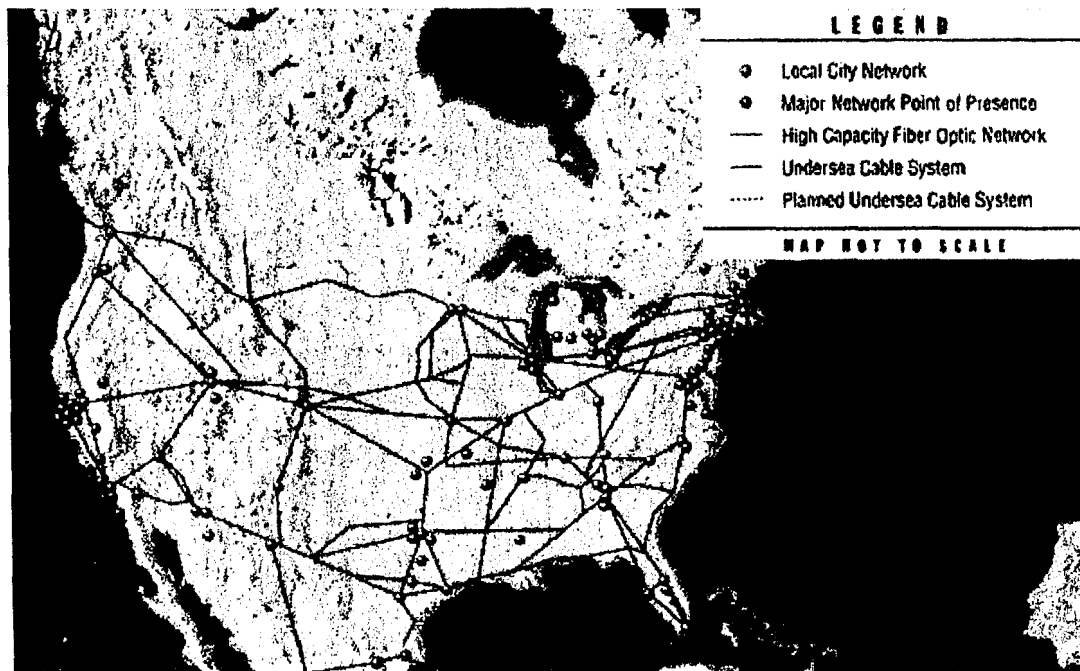 LEGEND
Local City Network
Major Network Point of Presence
High Capacity Fiber Optic Network
Undersea Cable System
Planned Undersea Cable System
MAP NOT TO SCALE